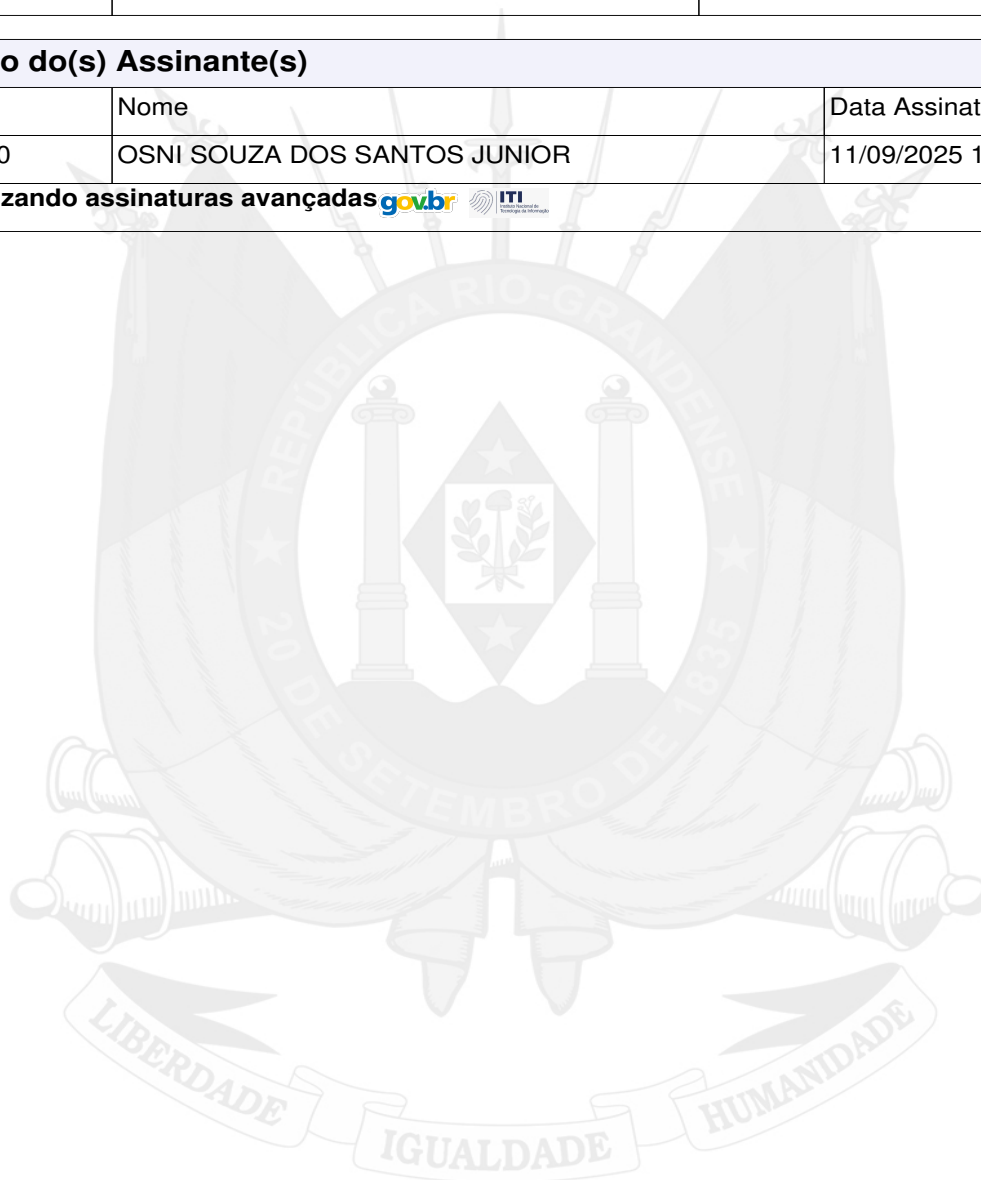 o do(s) Assinante(s)
Nome Data Assinat
0 OSNI SOUZA DOS SANTOS JUNIOR 11/09/2025 1
zando assinaturas avançadas gov.br ITI
REPÚBLICA RIO-GRANDENSE
20 DE SETEMBRO DE 1835
LIBERDADE IGUALDADE HUMANIDADE